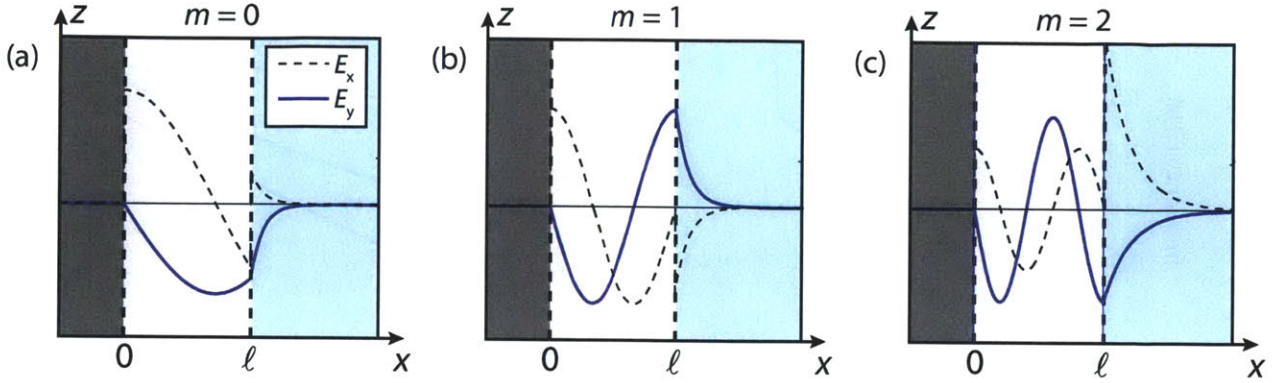 (a)
z
m = 0
E_x
E_y
0
ℓ
x
(b)
z
m = 1
0
ℓ
x
(c)
z
m = 2
0
ℓ
x